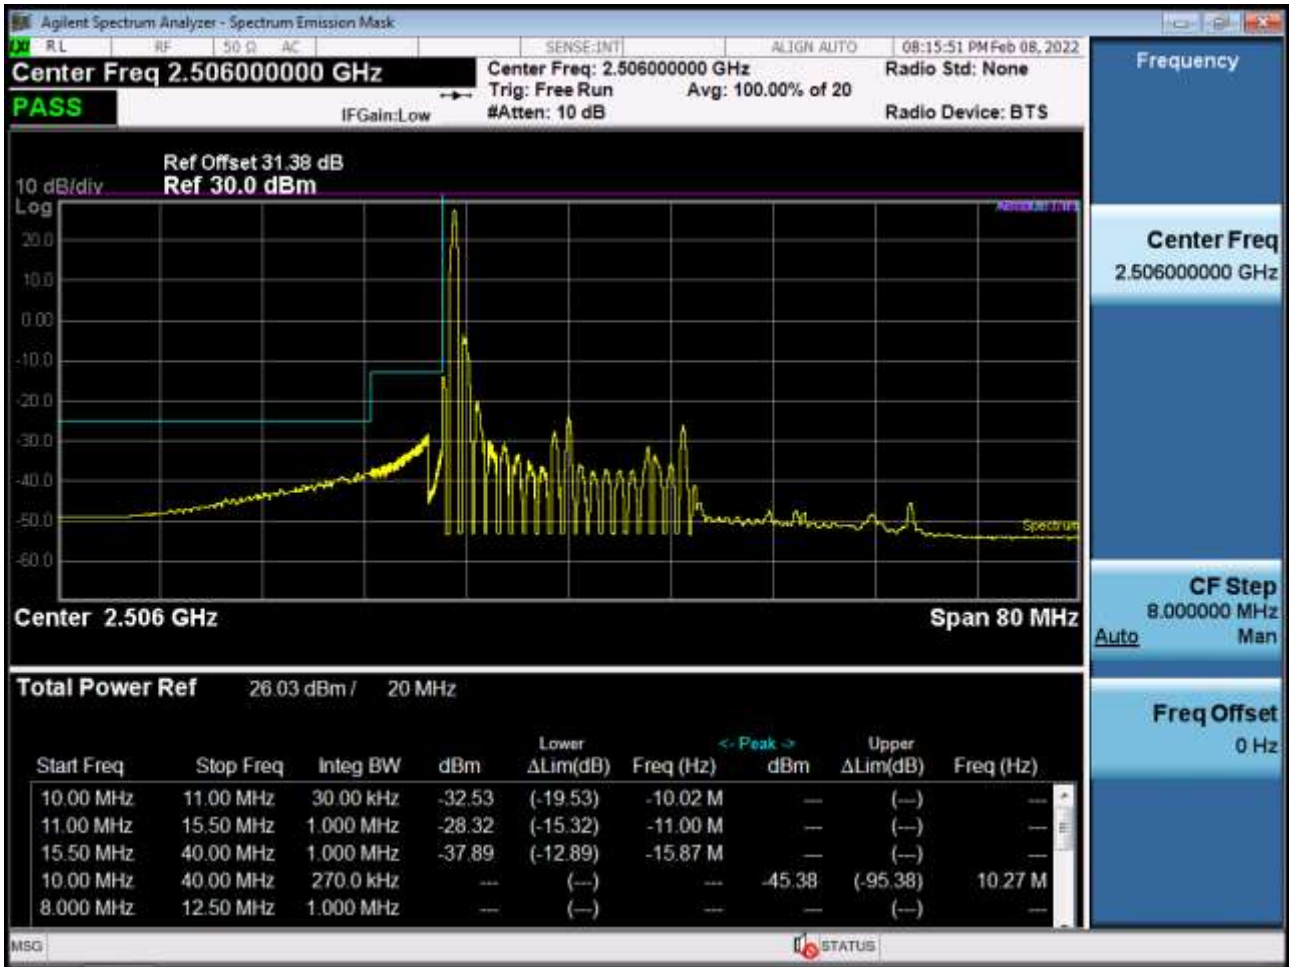 Agilent Spectrum Analyzer - Spectrum Emission Mask
RL RF 50 Ω AC SENSE:INT ALIGN AUTO 08:15:51 PM Feb 08, 2022
Center Freq 2.506000000 GHz
Center Freq: 2.506000000 GHz
Radio Std: None
Trig: Free Run Avg: 100.00% of 20
PASS
IFGain:Low
#Atten: 10 dB
Radio Device: BTS
Ref Offset 31.38 dB
10 dB/div Ref 30.0 dBm
Log
20.0
10.0
0.00
-10.0
-20.0
-30.0
-40.0
-50.0
-60.0
Spectrum
Center 2.506 GHz Span 80 MHz
Total Power Ref 26.03 dBm / 20 MHz
Lower <- Peak -> Upper
Start Freq Stop Freq Integ BW dBm ΔLim(dB) Freq (Hz) dBm ΔLim(dB) Freq (Hz)
10.00 MHz 11.00 MHz 30.00 kHz -32.53 (-19.53) -10.02 M --- (---) ---
11.00 MHz 15.50 MHz 1.000 MHz -28.32 (-15.32) -11.00 M --- (---) ---
15.50 MHz 40.00 MHz 1.000 MHz -37.89 (-12.89) -15.87 M --- (---) ---
10.00 MHz 40.00 MHz 270.0 kHz --- (---) --- -45.38 (-95.38) 10.27 M
8.000 MHz 12.50 MHz 1.000 MHz --- (---) --- --- (---) ---
MSG STATUS
Frequency
Center Freq
2.506000000 GHz
CF Step
8.000000 MHz
Auto Man
Freq Offset
0 Hz